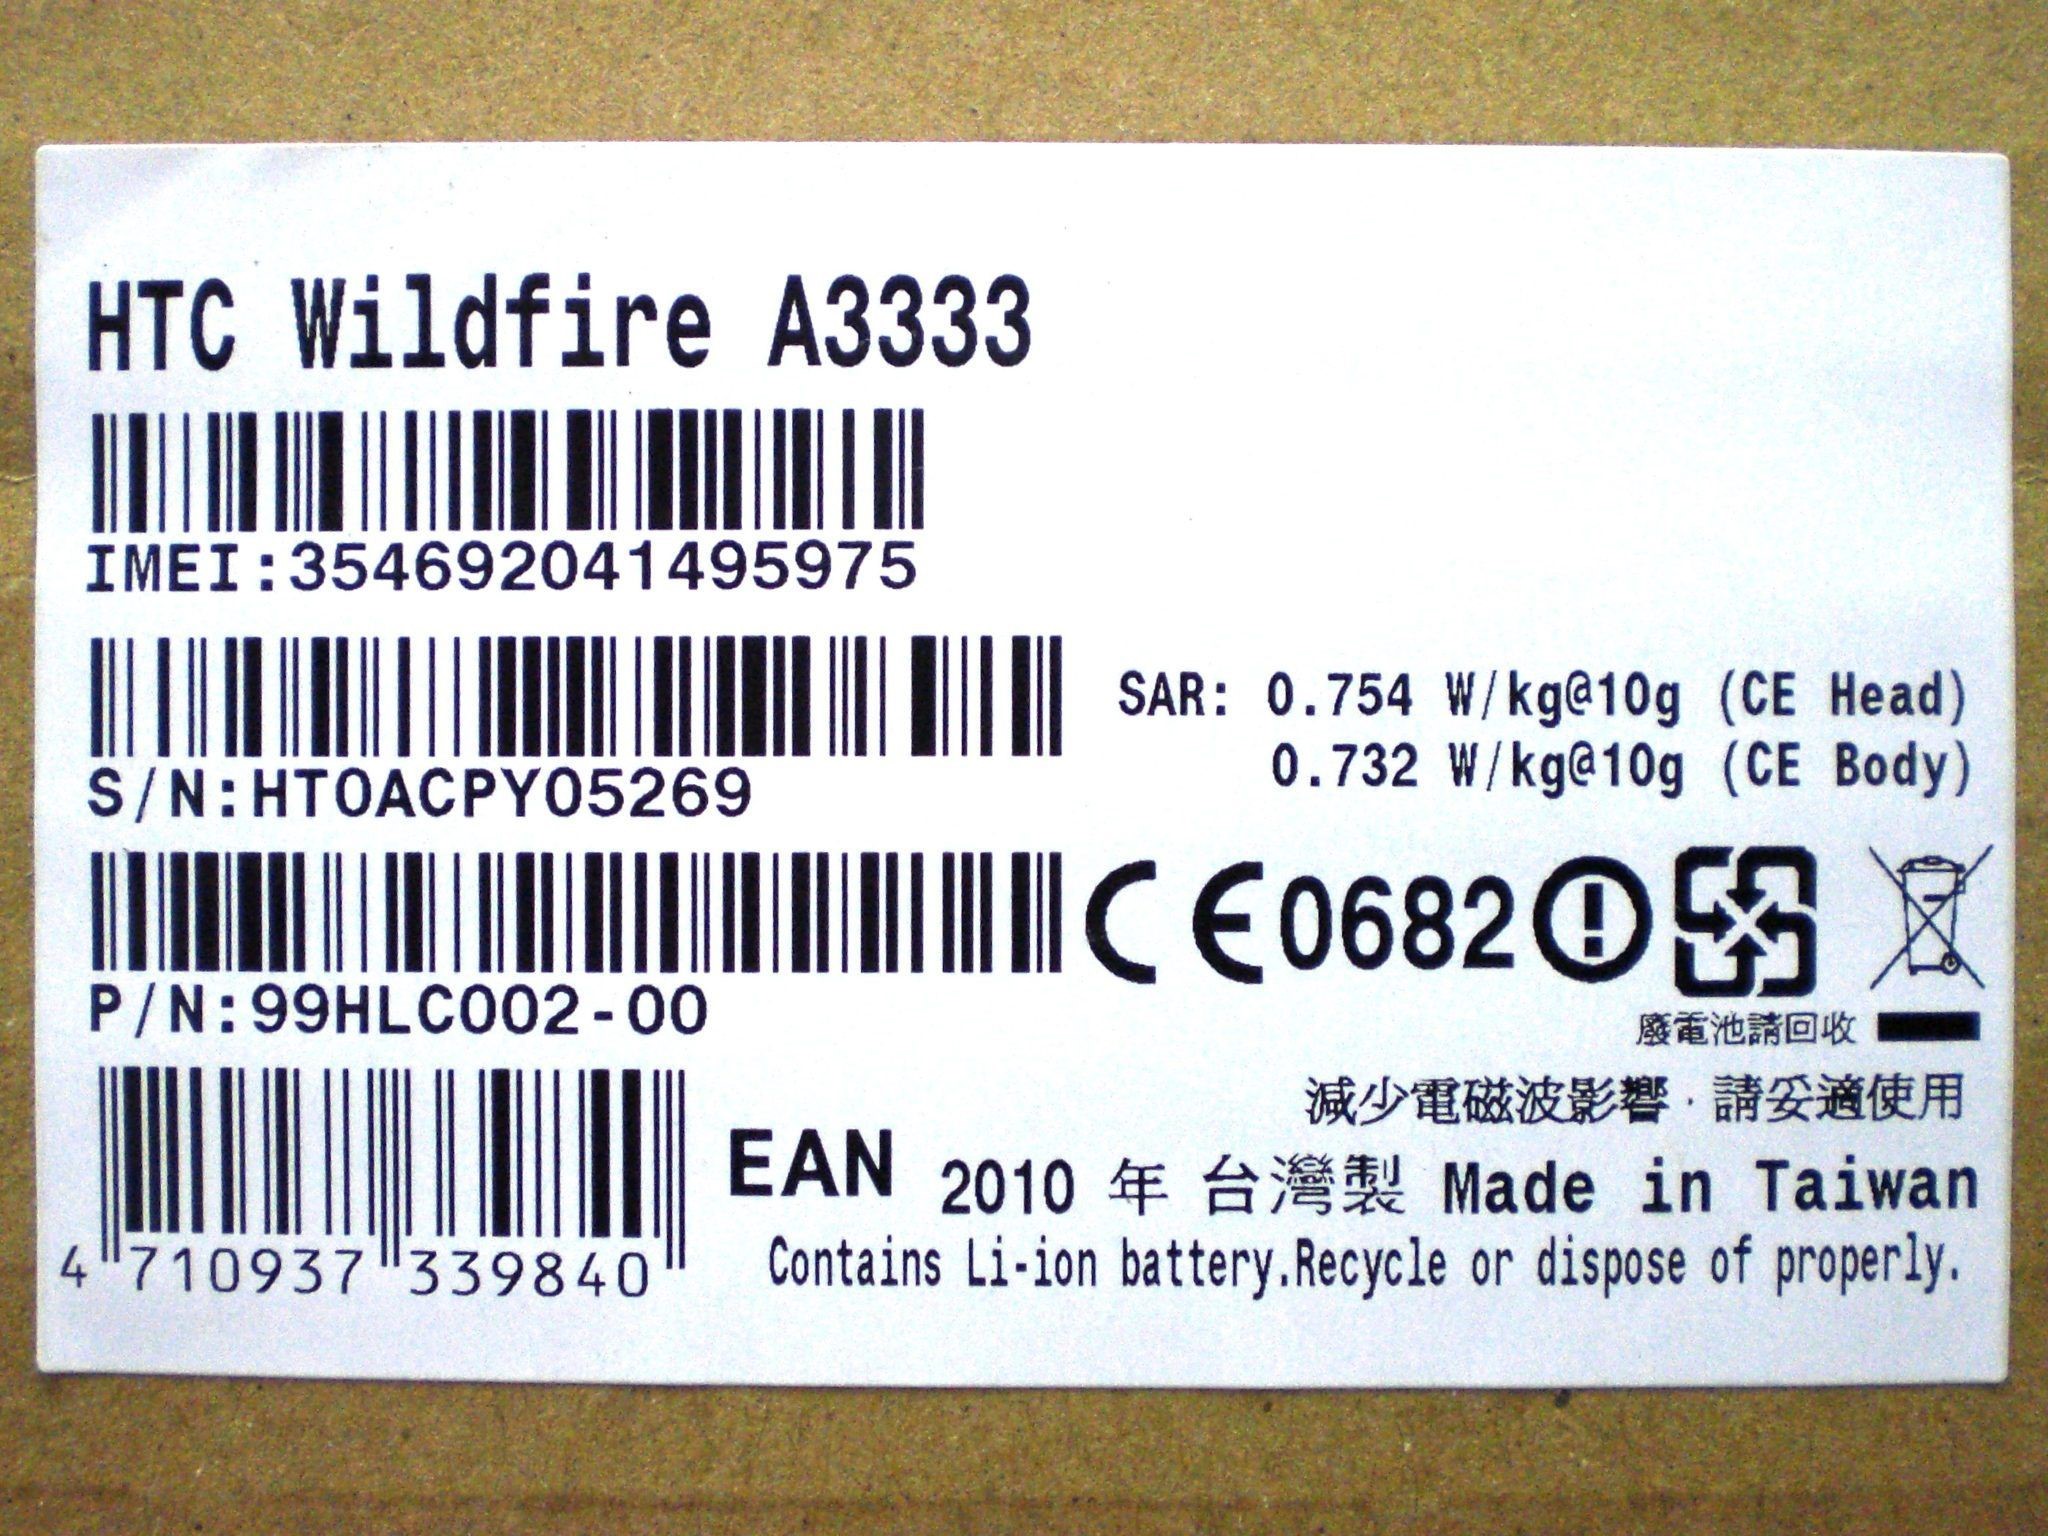 HTC Wildfire A3333
IMEI:354692041495975
S/N:HT0ACPY05269
SAR: 0.754 W/kg@10g (CE Head)
0.732 W/kg@10g (CE Body)
P/N:99HLC002-00
CE0682
廢電池請回收
減少電磁波影響.請妥適使用
EAN
2010 年 台灣製 Made in Taiwan
Contains Li-ion battery.Recycle or dispose of properly.
4 710937 339840